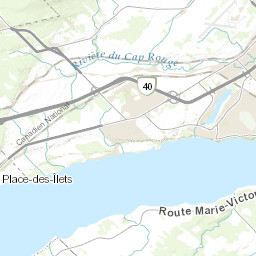 Rivière du Cap Rouge
40
Canadien National
Place-des-Îlets
Route Marie-Victo